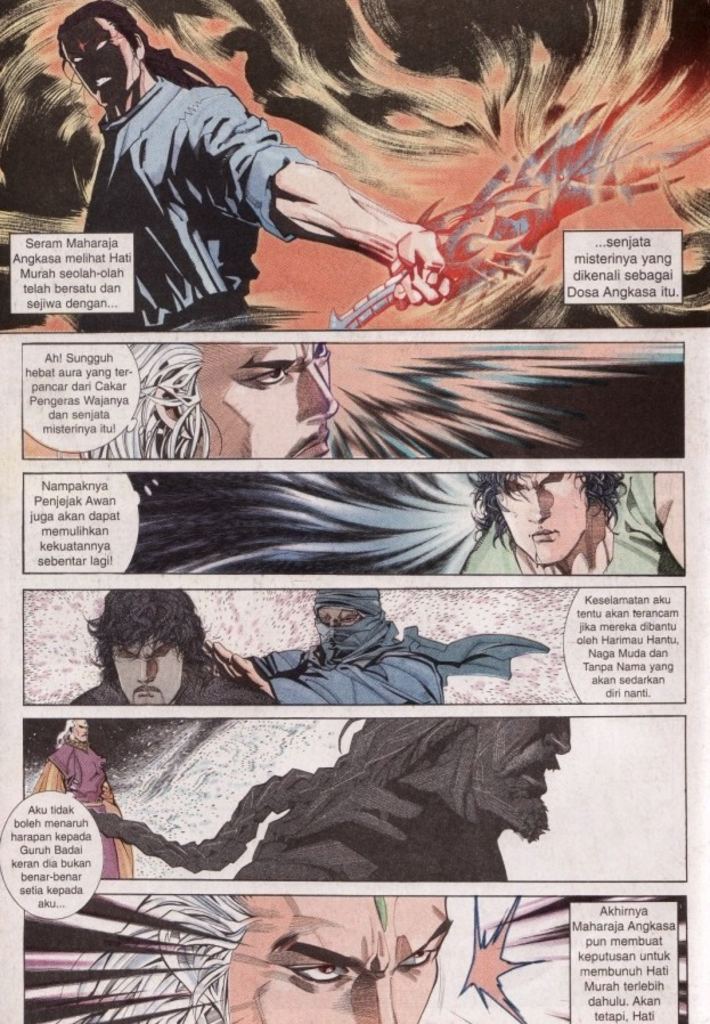 Seram Maharaja
Angkasa melihat Hati
Murah seolah-olah
telah bersatu dan
sejiwa dengan...
...senjata
misterinya yang
dikenali sebagai
Dosa Angkasa itu.
Ah! Sungguh
hebat aura yang ter-
pancar dari Cakar
Pengeras Wajanya
dan senjata
misterinya itu!
Nampaknya
Penjejak Awan
juga akan dapat
memulihkan
kekuatannya
sebentar lagi!
Keselamatan aku
tentu akan terancam
jika mereka dibantu
oleh Harimau Hantu,
Naga Muda dan
Tanpa Nama yang
akan sedarkan
diri nanti.
Aku tidak
boleh menaruh
harapan kepada
Guruh Badai
keran dia bukan
benar-benar
setia kepada
aku...
Akhirnya
Maharaja Angkasa
pun membuat
keputusan untuk
membunuh Hati
Murah terlebih
dahulu. Akan
tetapi, Hati